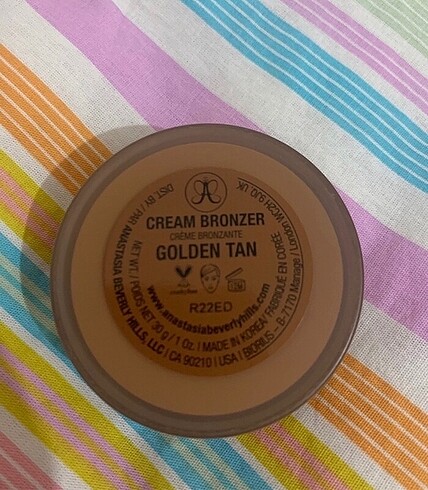 CREAM BRONZER
CRÈME BRONZANTE
GOLDEN TAN
cruelty-free
R22ED
www.anastasiabeverlyhills.com
DIST. BY / PAR: ANASTASIA BEVERLY HILLS, LLC | CA 90210 | USA | BIORIUS – B-7170 Manage / London WC2H 9JQ, UK
NET WT. / POIDS NET 30 g / 1 Oz. | MADE IN KOREA / FABRIQUÉ EN CORÉE